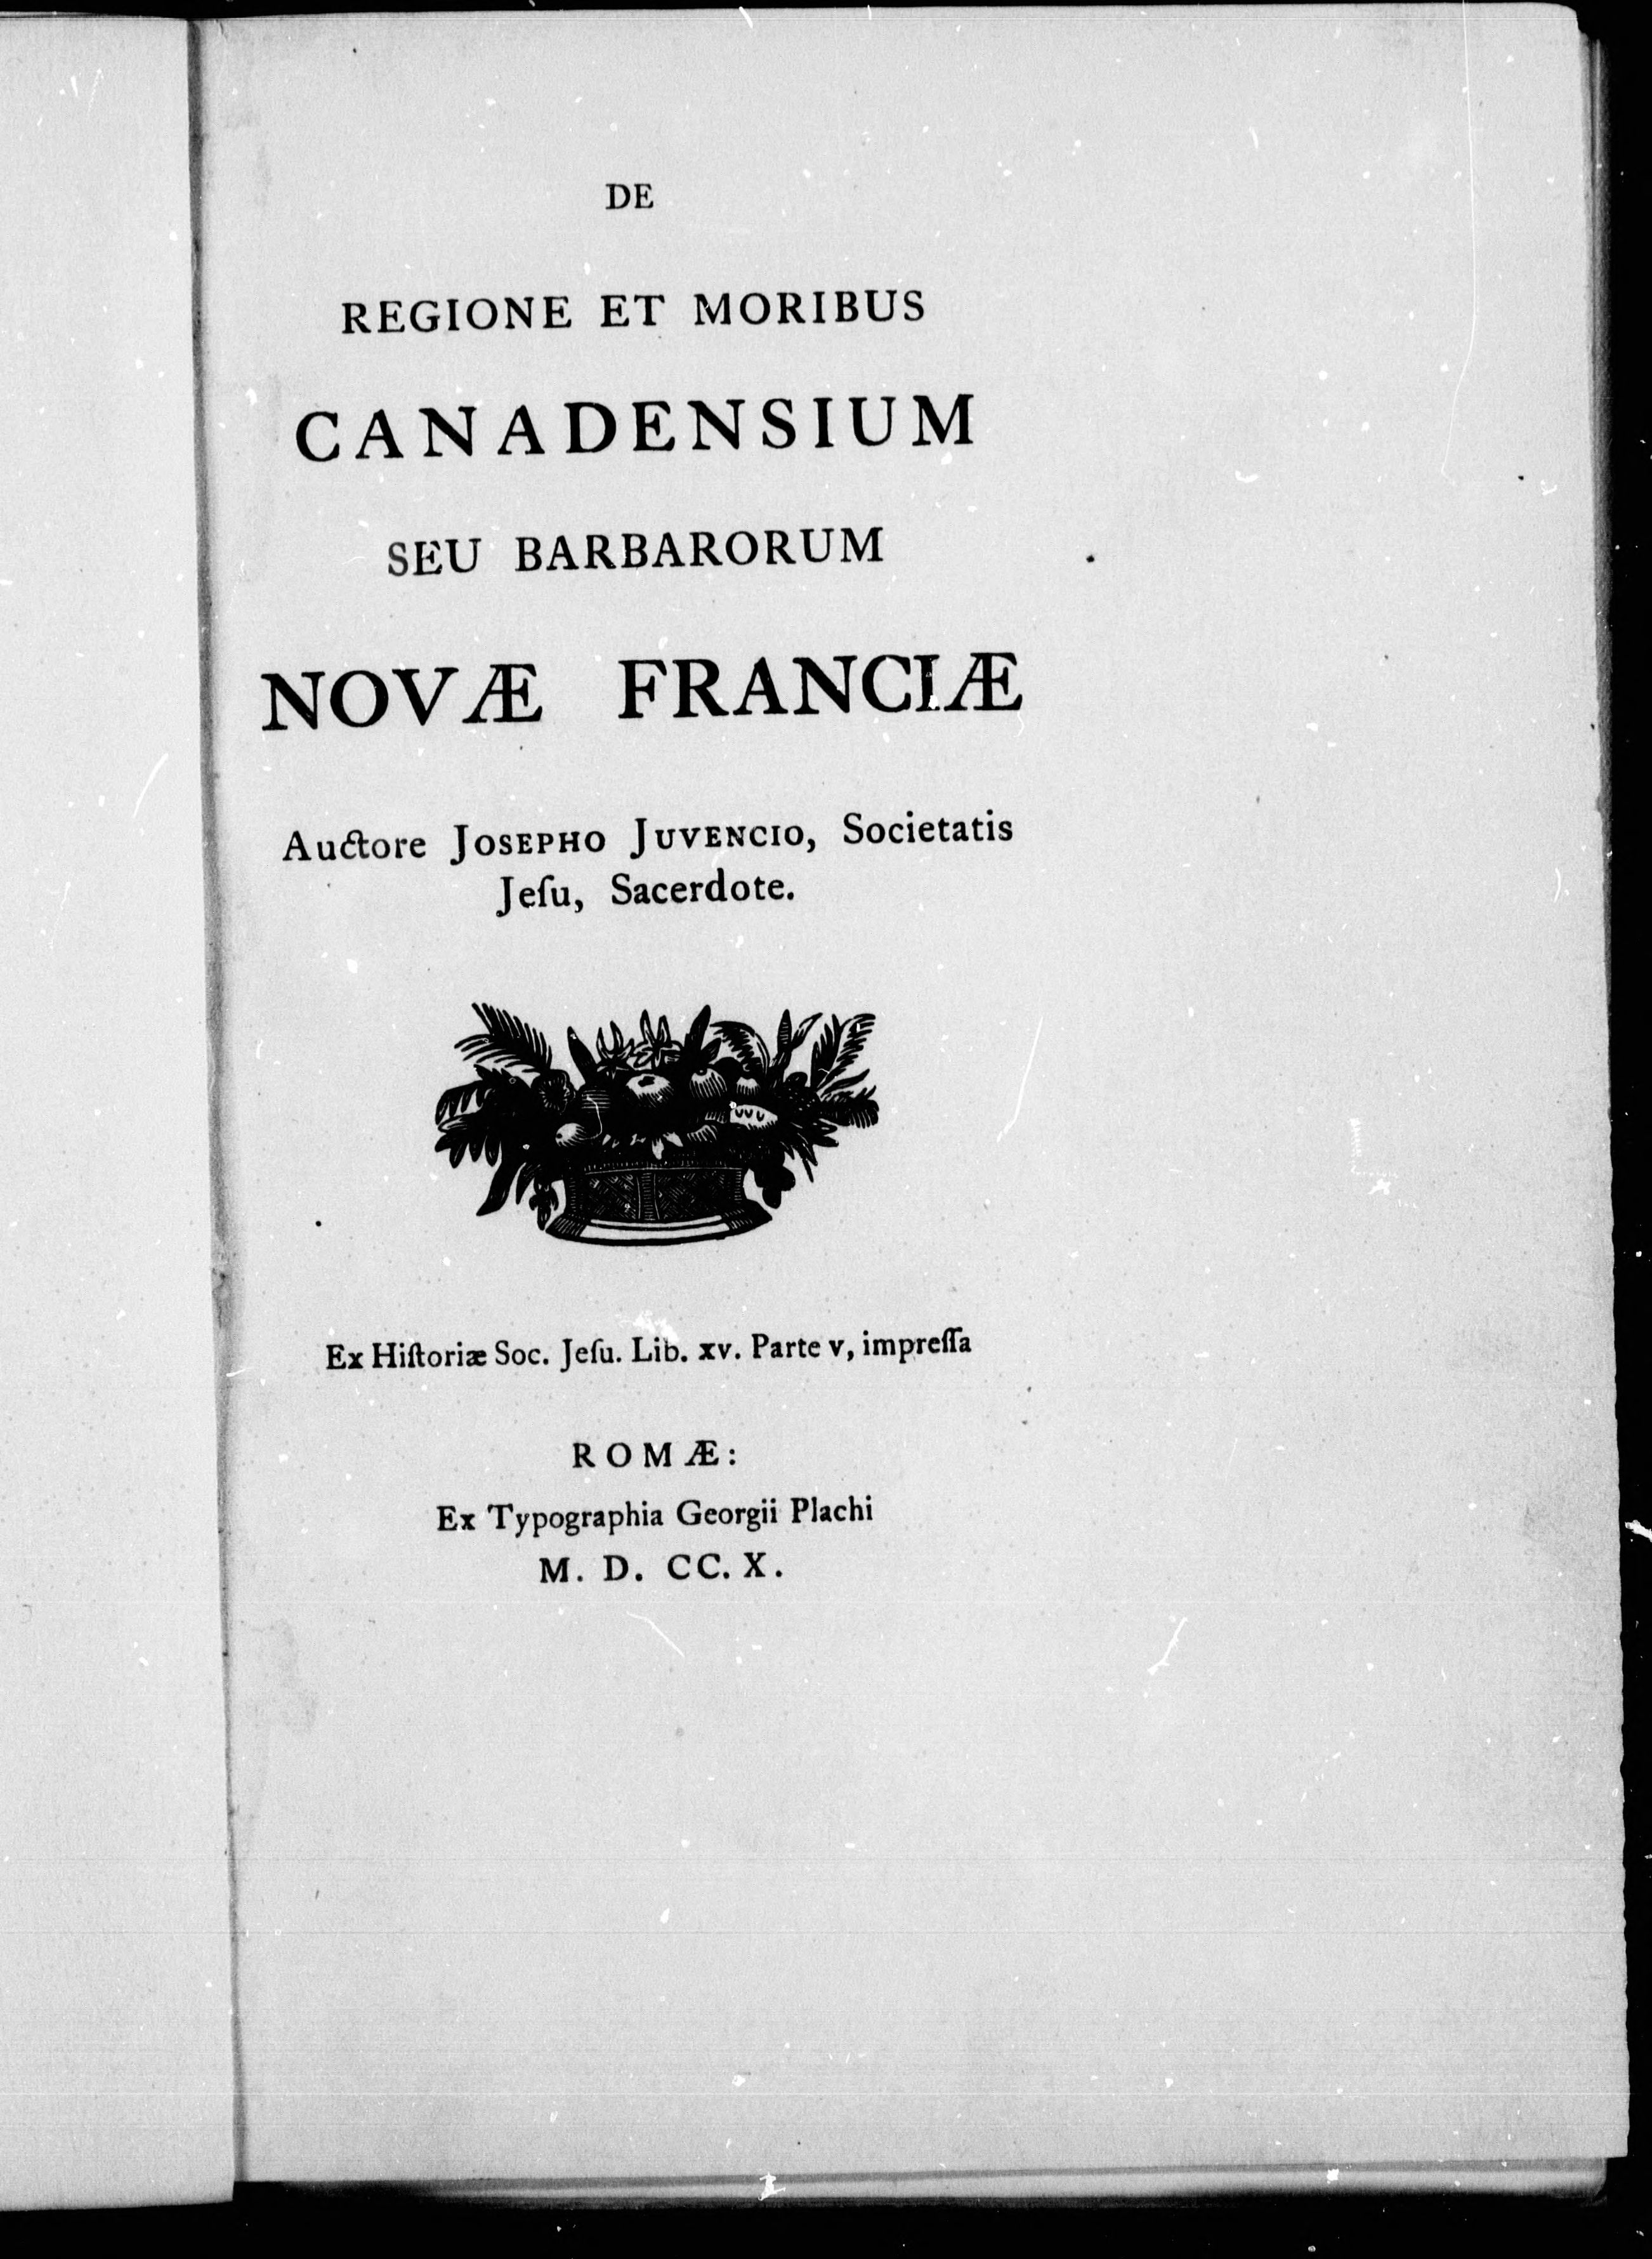 DE
REGIONE ET MORIBUS
CANADENSIUM
SEU BARBARORUM
NOVÆ FRANCIÆ
Auctore JOSEPHO JUVENCIO, Societatis
Jeſu, Sacerdote.
Ex Hiſtoriæ Soc. Jeſu. Lib. xv. Parte v, impreſſa
ROMÆ:
Ex Typographia Georgii Plachi
M. D. CC. X.